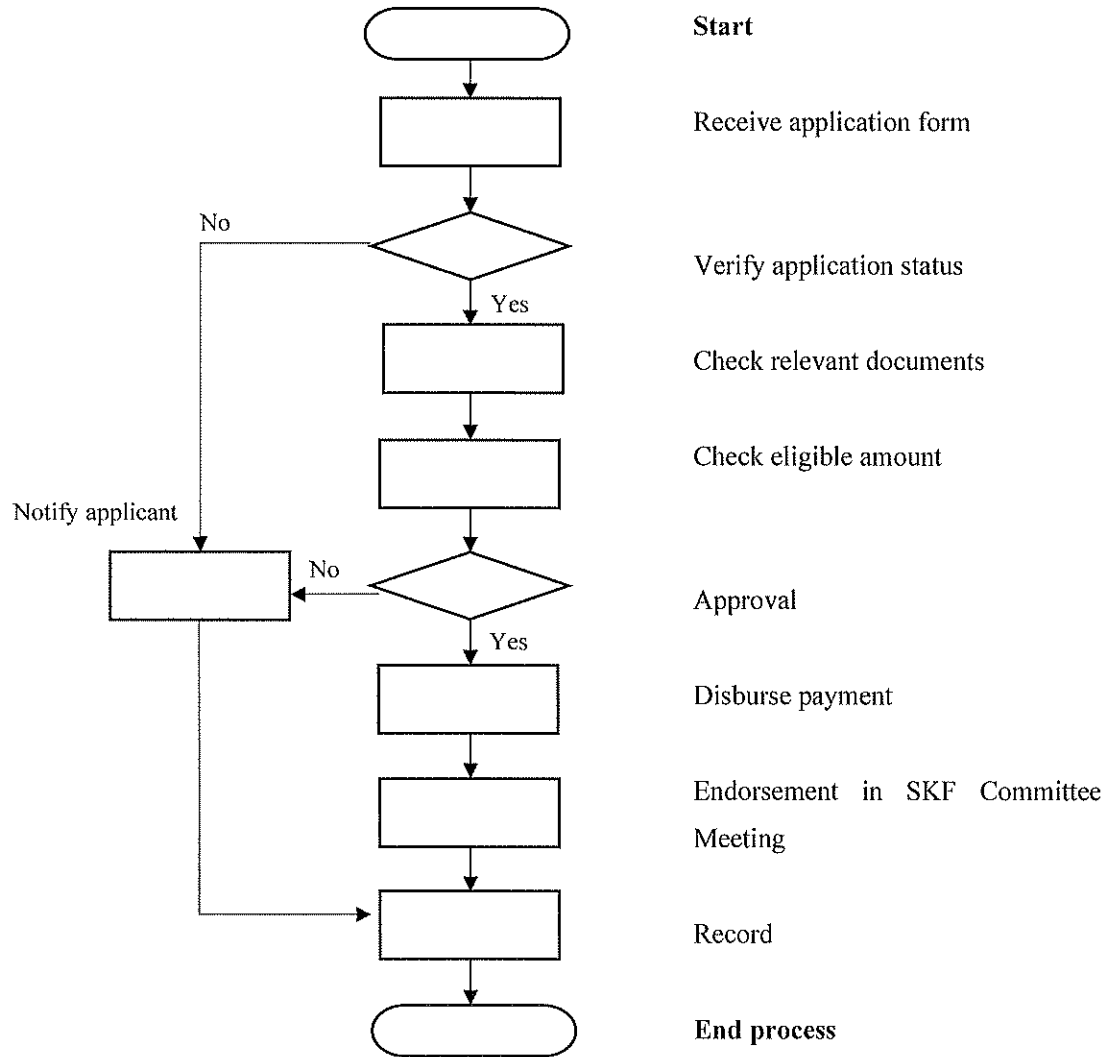 Start
Receive application form
No
Verify application status
Yes
Check relevant documents
Check eligible amount
Notify applicant
No
Approval
Yes
Disburse payment
Endorsement in SKF Committee
Meeting
Record
End process